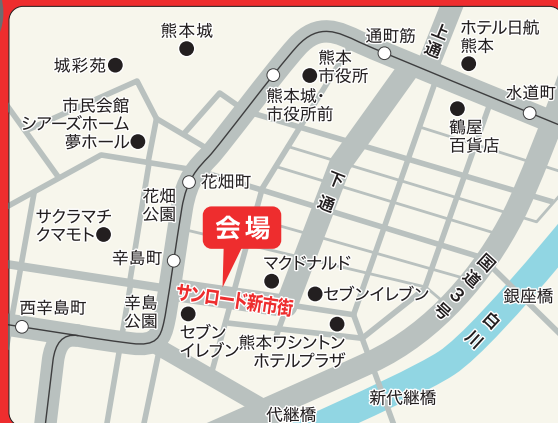 熊本城
城彩苑
市民会館
シアーズホーム
夢ホール
熊本
市役所
熊本城・
市役所前
通町筋
上通
ホテル日航
熊本
水道町
鶴屋
百貨店
花畑町
花畑
公園
下通
サクラマチ
クマモト
会場
辛島町
マクドナルド
サンロード新市街
セブンイレブン
国道3号
白川
銀座橋
西辛島町
辛島
公園
セブン
イレブン
熊本ワシントン
ホテルプラザ
新代継橋
代継橋